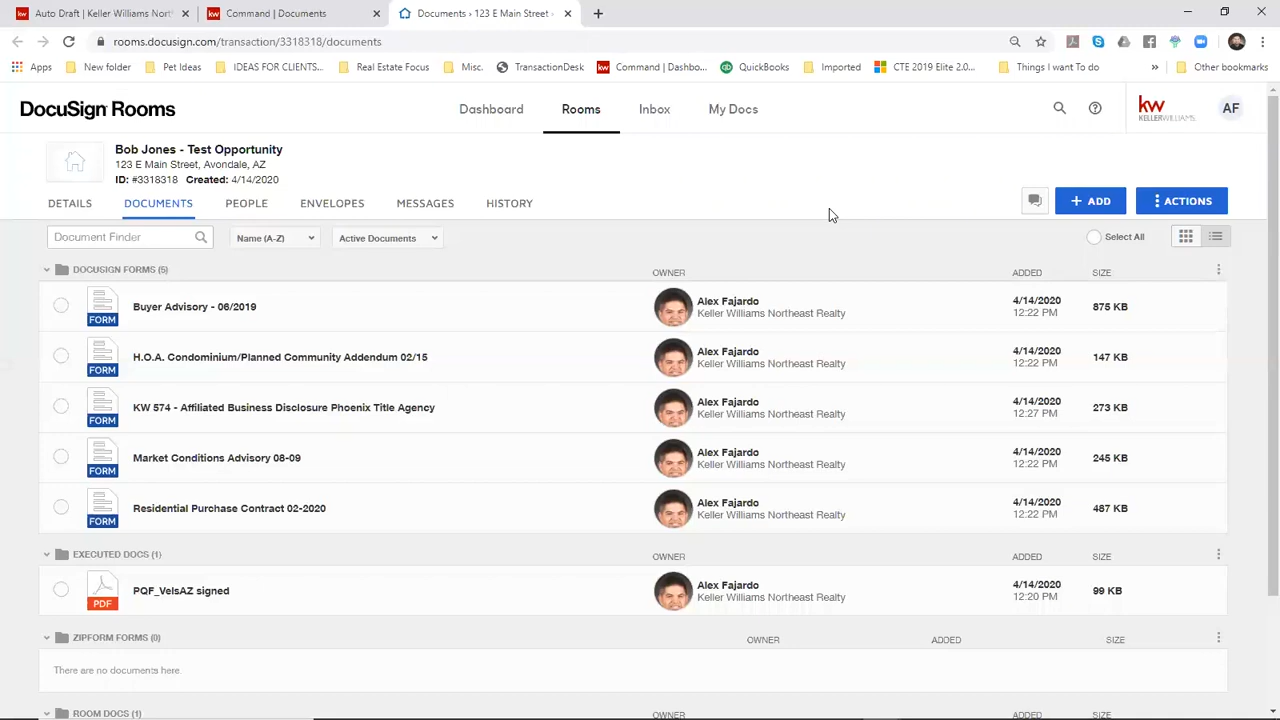 Auto Draft | Keller Williams Nort
Command | Documents
Documents › 123 E Main Street ›
rooms.docusign.com/transaction/3318318/documents
Apps
New folder
Pet Ideas
IDEAS FOR CLIENTS...
Real Estate Focus
Misc.
TransactionDesk
Command | Dashbo...
QuickBooks
Imported
CTE 2019 Elite 2.0...
Things I want To Do
»
Other bookmarks
DocuSign Rooms
Dashboard
Rooms
Inbox
My Docs
kw
KELLERWILLIAMS.
AF
Bob Jones - Test Opportunity
123 E Main Street, Avondale, AZ
ID: #3318318 Created: 4/14/2020
DETAILS
DOCUMENTS
PEOPLE
ENVELOPES
MESSAGES
HISTORY
+ ADD
ACTIONS
Document Finder
Name (A-Z)
Active Documents
Select All
DOCUSIGN FORMS (5)
OWNER
ADDED
SIZE
FORM
Buyer Advisory - 06/2019
Alex Fajardo
Keller Williams Northeast Realty
4/14/2020
12:22 PM
875 KB
FORM
H.O.A. Condominium/Planned Community Addendum 02/15
Alex Fajardo
Keller Williams Northeast Realty
4/14/2020
12:22 PM
147 KB
FORM
KW 574 - Affiliated Business Disclosure Phoenix Title Agency
Alex Fajardo
Keller Williams Northeast Realty
4/14/2020
12:27 PM
273 KB
FORM
Market Conditions Advisory 08-09
Alex Fajardo
Keller Williams Northeast Realty
4/14/2020
12:22 PM
245 KB
FORM
Residential Purchase Contract 02-2020
Alex Fajardo
Keller Williams Northeast Realty
4/14/2020
12:22 PM
487 KB
EXECUTED DOCS (1)
OWNER
ADDED
SIZE
PDF
PQF_VelsAZ signed
Alex Fajardo
Keller Williams Northeast Realty
4/14/2020
12:20 PM
99 KB
ZIPFORM FORMS (0)
OWNER
ADDED
SIZE
There are no documents here.
ROOM DOCS (1)
OWNER
ADDED
SIZE